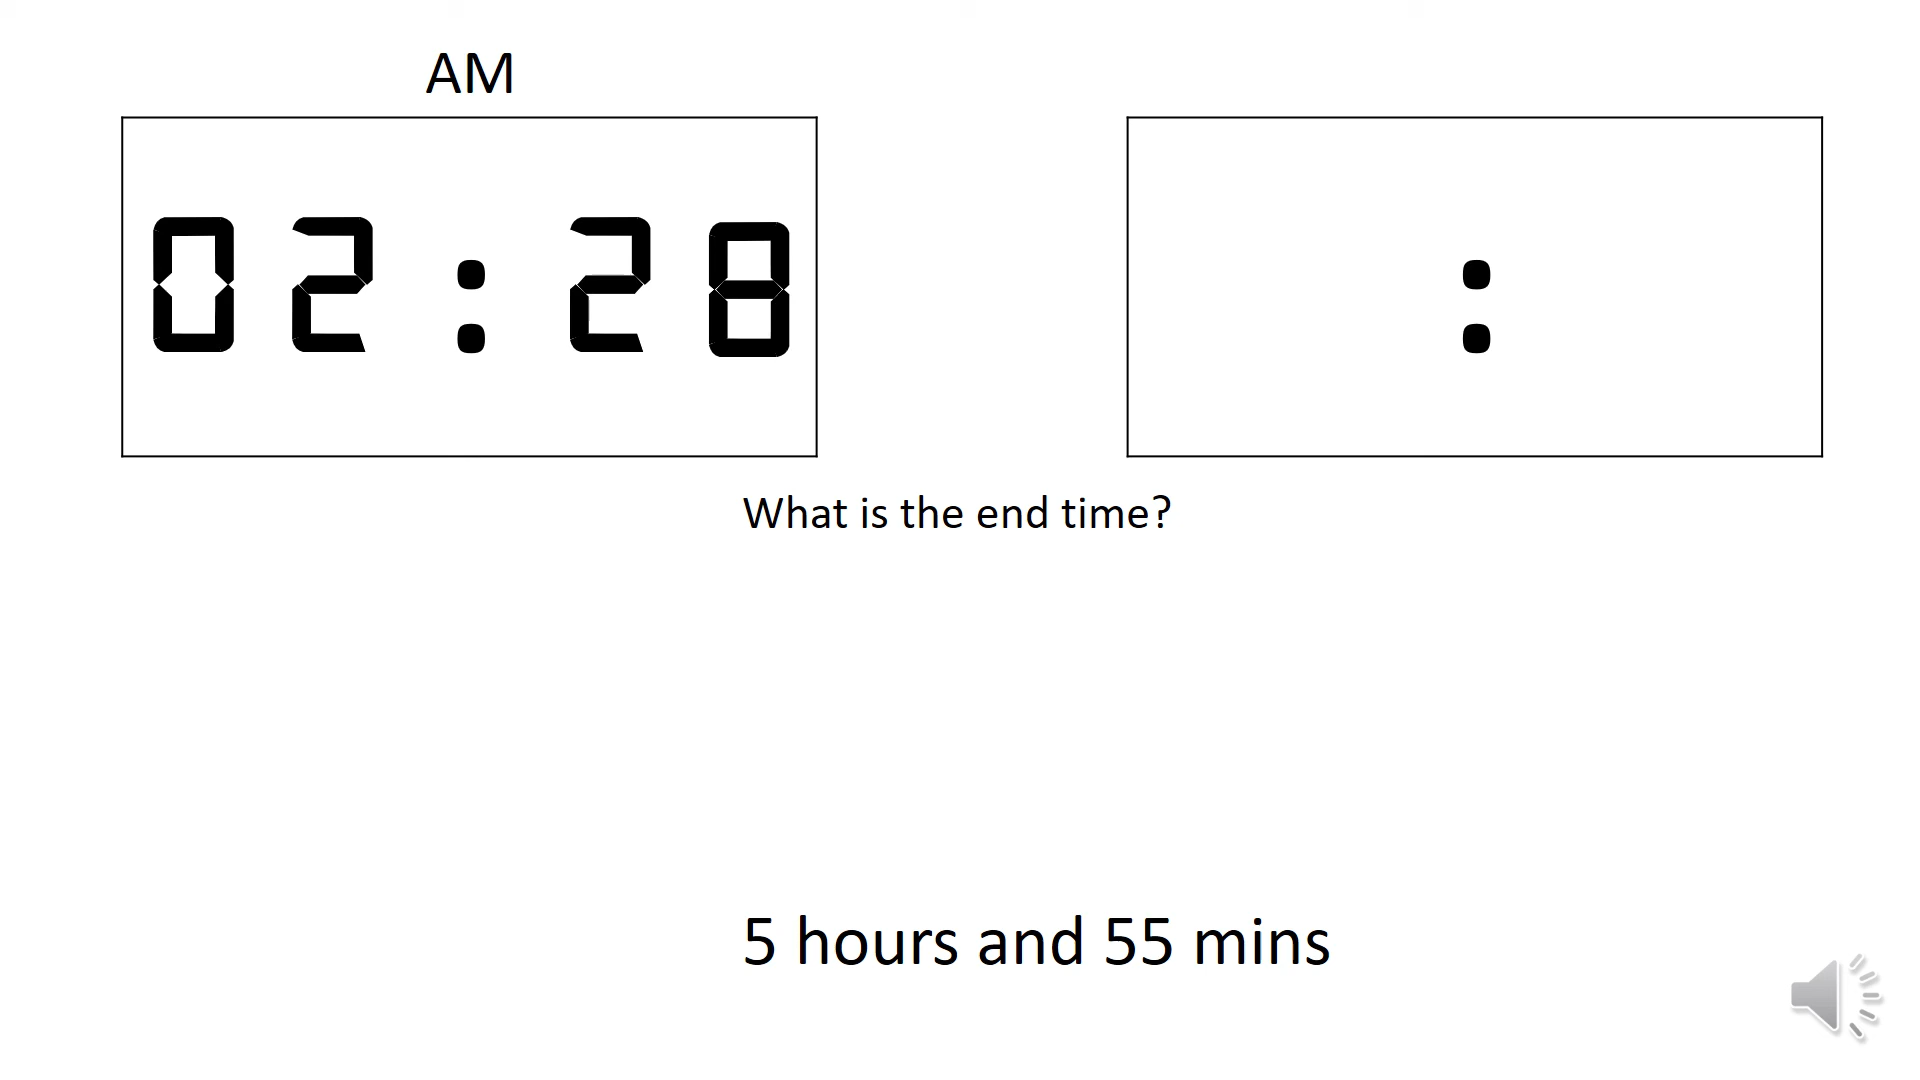 AM
02:28
:
What is the end time?
5 hours and 55 mins